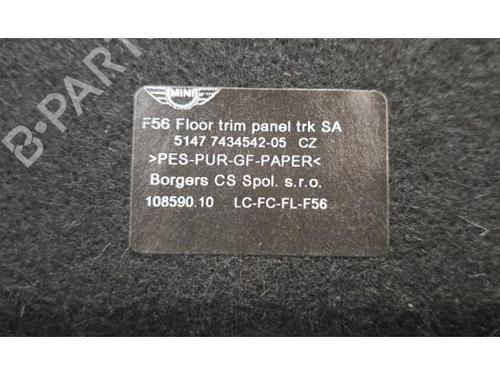 B-PARTS
MINI
F56 Floor trim panel trk SA
5147 7434542-05 CZ
>PES-PUR-GF-PAPER<
Borgers CS Spol. s.r.o.
108590.10 LC-FC-FL-F56